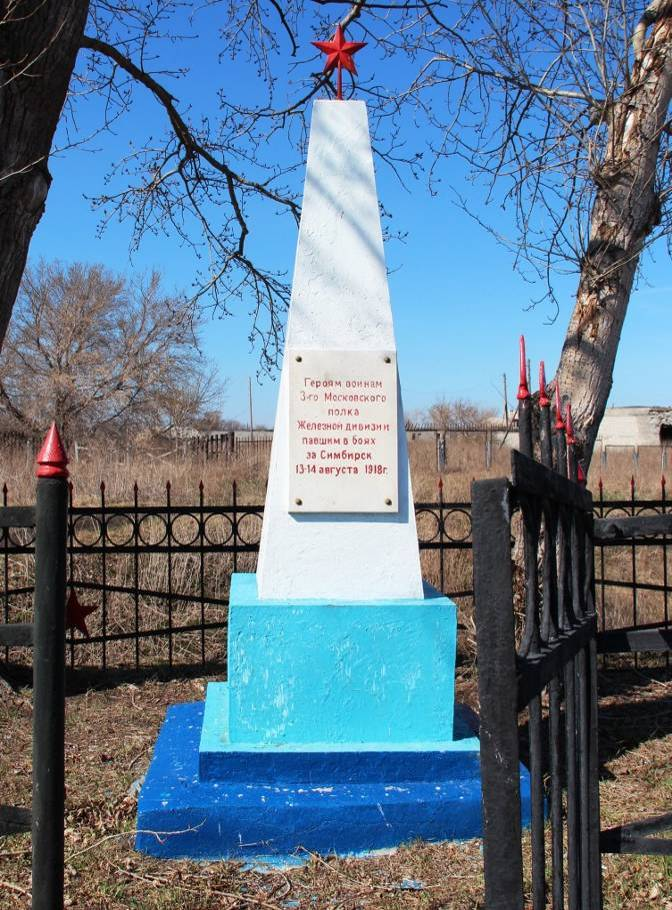 Героям воинам
3-го Московского
полка
Железной дивизии
павшим в боях
за Симбирск
13-14 августа 1918г.